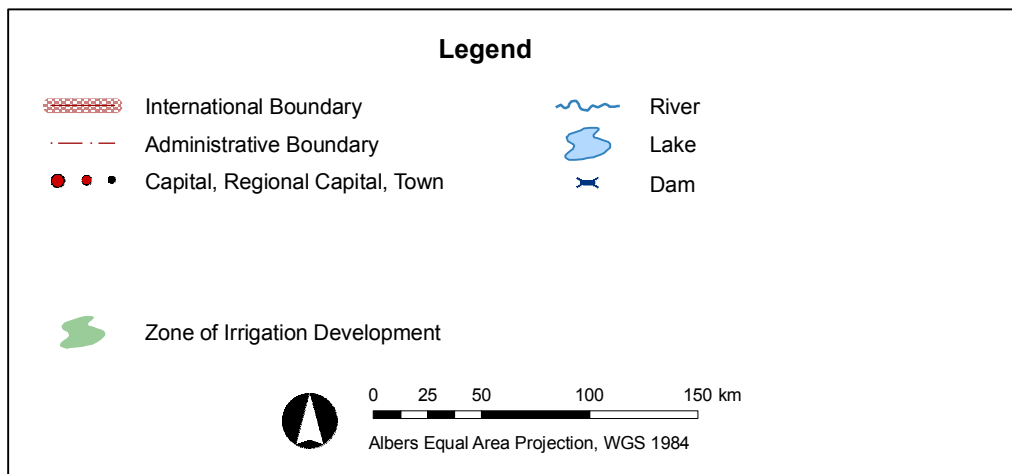 Legend
International Boundary
River
Administrative Boundary
Lake
Capital, Regional Capital, Town
Dam
Zone of Irrigation Development
0 25 50 100 150 km
Albers Equal Area Projection, WGS 1984